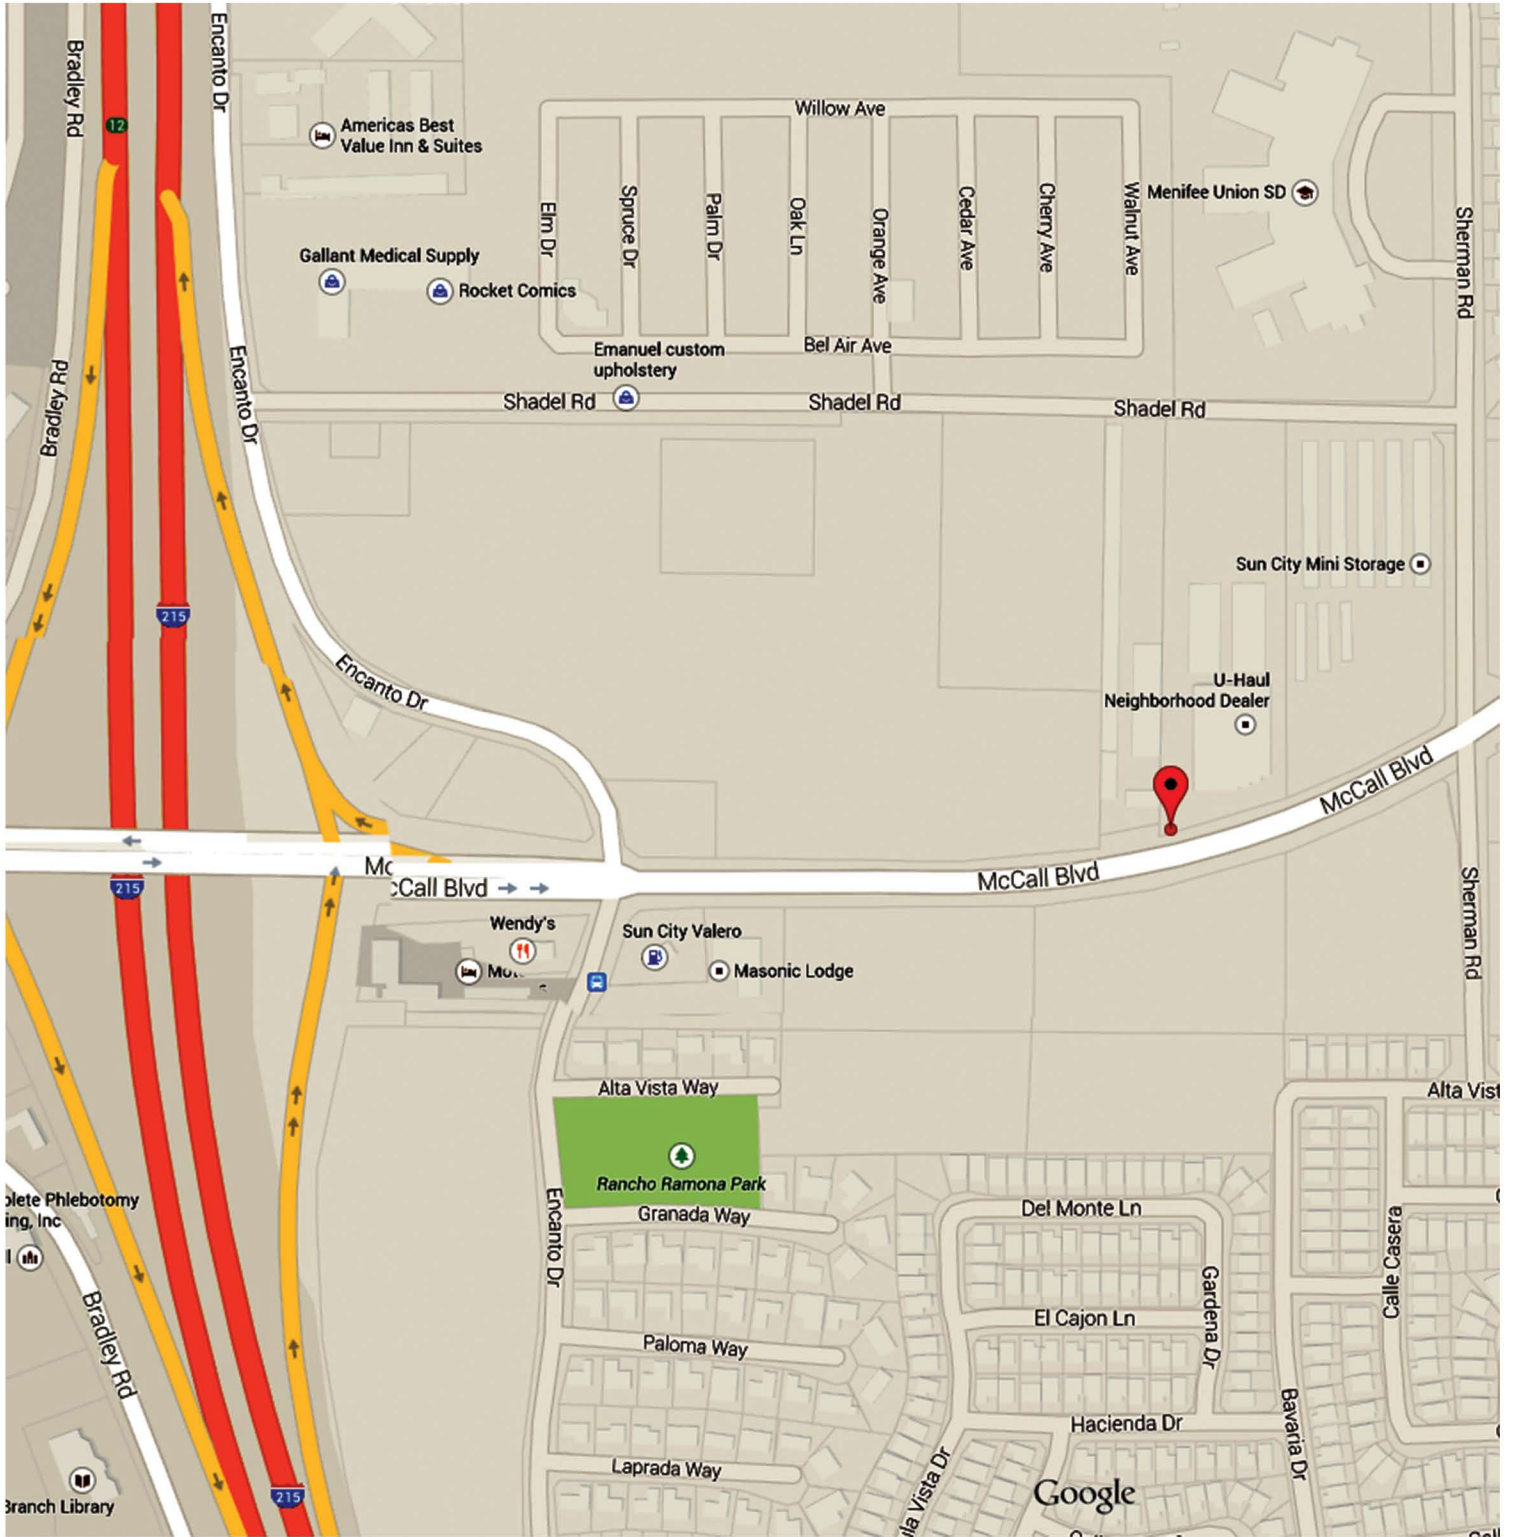 Bradley Rd
12
Encanto Dr
Willow Ave
Americas Best
Value Inn & Suites
Elm Dr
Spruce Dr
Palm Dr
Oak Ln
Orange Ave
Cedar Ave
Cherry Ave
Walnut Ave
Menifee Union SD
Sherman Rd
Gallant Medical Supply
Rocket Comics
Bel Air Ave
Emanuel custom
upholstery
Bradley Rd
Encanto Dr
Shadel Rd
Shadel Rd
Shadel Rd
Sun City Mini Storage
215
Encanto Dr
U-Haul
Neighborhood Dealer
McCall Blvd
Mc
cCall Blvd
McCall Blvd
215
Wendy's
Sun City Valero
Sherman Rd
Mot
Masonic Lodge
Alta Vista Way
Alta Vist
Rancho Ramona Park
plete Phlebotomy
ing, Inc
Granada Way
Del Monte Ln
Encanto Dr
Calle Casera
Gardena Dr
El Cajon Ln
Bradley Rd
Paloma Way
Hacienda Dr
Bavaria Dr
Laprada Way
ula Vista Dr
Google
215
Branch Library